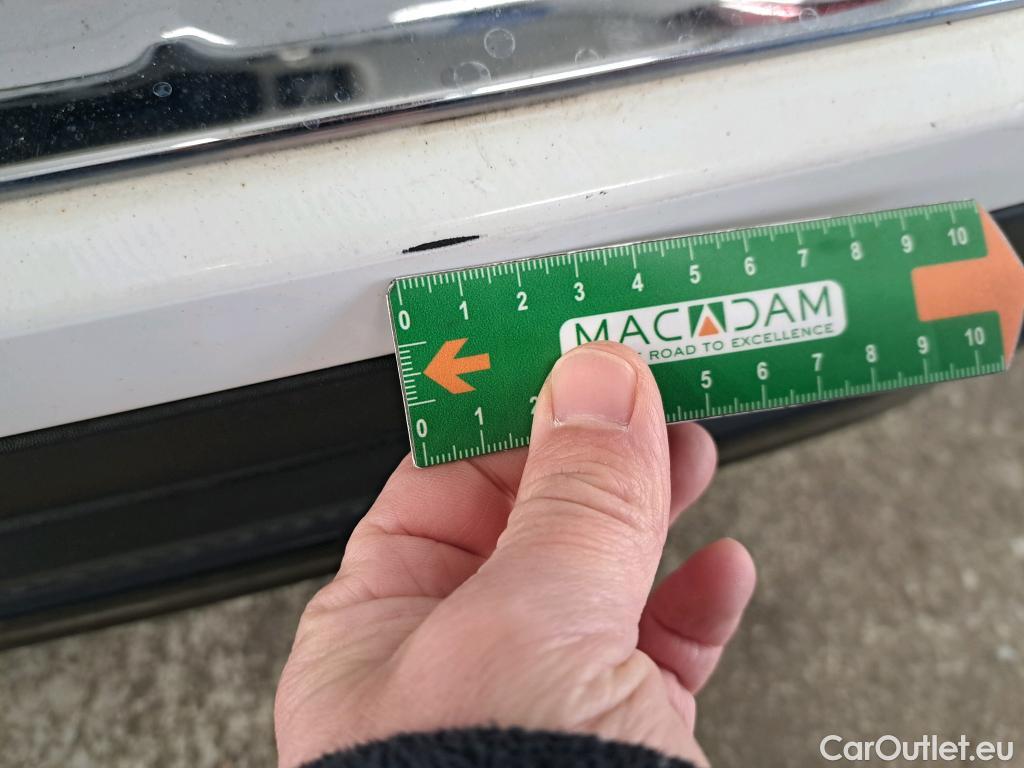 0 1 2 3 4 5 6 7 8 9 10
MACADAM
ROAD TO EXCELLENCE
0 1 5 6 7 8 9 10
CarOutlet.eu